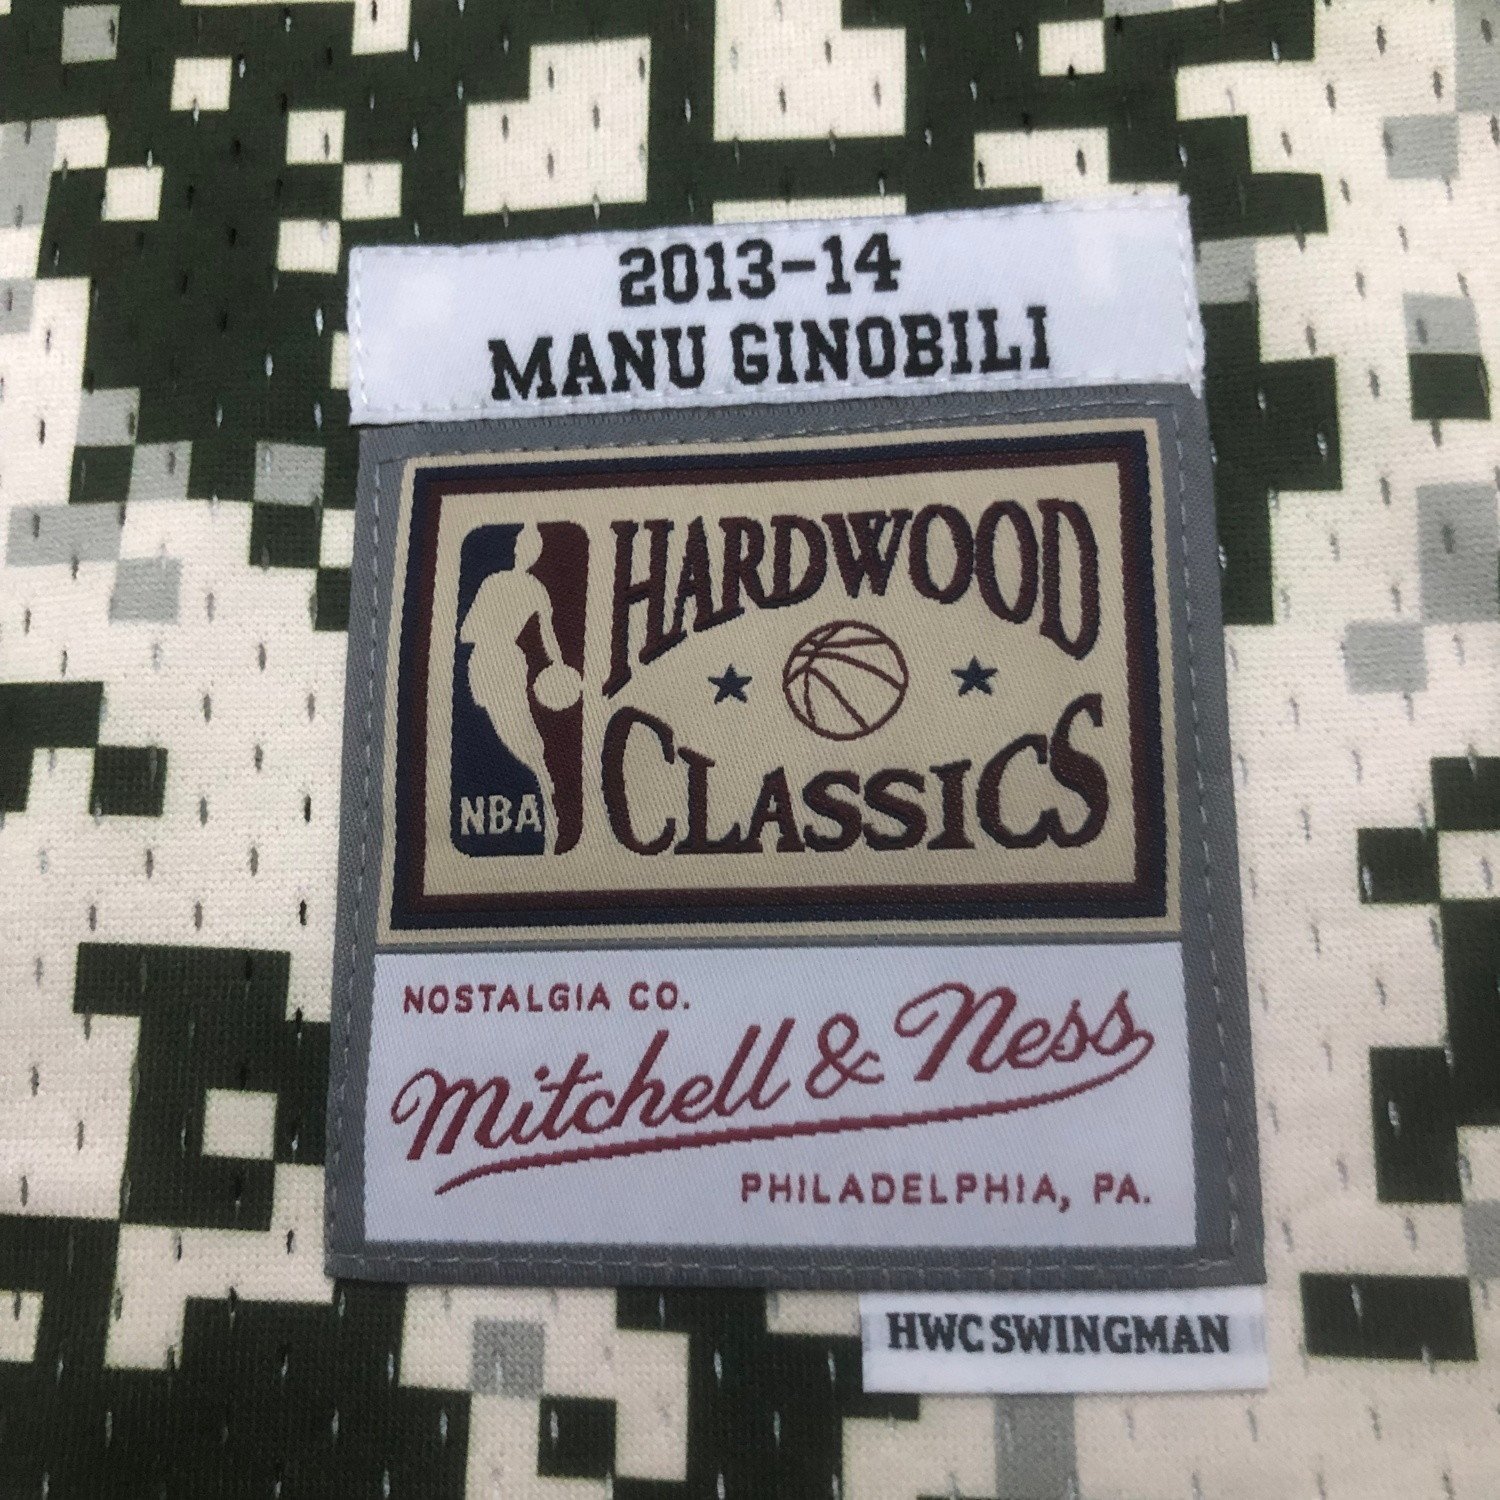 2013-14
MANU GINOBILI
HARDWOOD
CLASSICS
NBA
NOSTALGIA CO.
Mitchell & Ness
PHILADELPHIA, PA.
HWC SWINGMAN